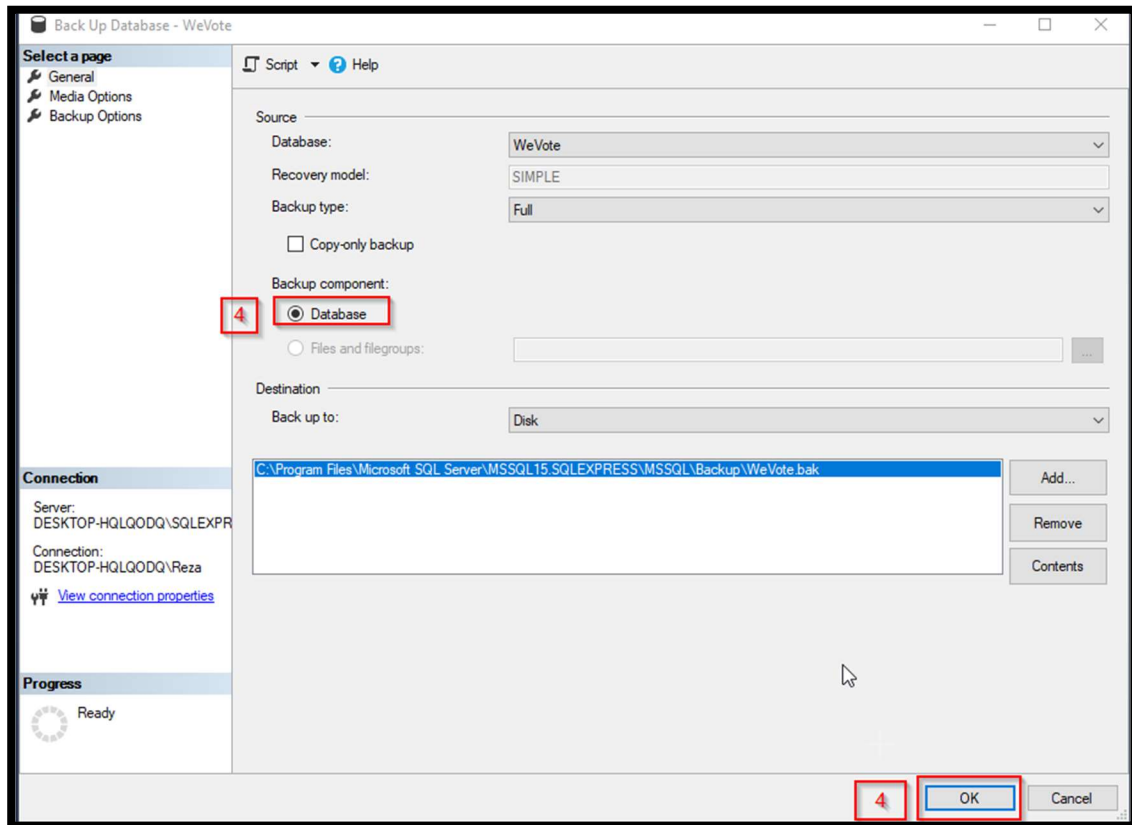 Back Up Database - WeVote
Select a page
General
Media Options
Backup Options
Script
Help
Source
Database:
WeVote
Recovery model:
SIMPLE
Backup type:
Full
Copy-only backup
Backup component:
4
Database
Files and filegroups:
...
Destination
Back up to:
Disk
C:\Program Files\Microsoft SQL Server\MSSQL15.SQLEXPRESS\MSSQL\Backup\WeVote.bak
Add...
Remove
Contents
Connection
Server:
DESKTOP-HQLQODQ\SQLEXPR
Connection:
DESKTOP-HQLQODQ\Reza
View connection properties
Progress
Ready
4
OK
Cancel